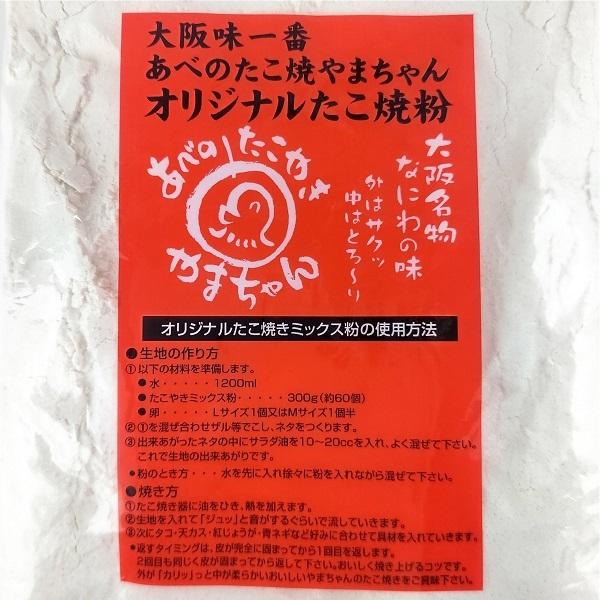 大阪味一番
あべのたこ焼やまちゃん
オリジナルたこ焼粉
大阪名物
なにわの味
外はサクッ
中はとろ〜り
あべのたこやき
やまちゃん
オリジナルたこ焼きミックス粉の使用方法
●生地の作り方
①以下の材料を準備します。
●水・・・・・1200ml
●たこやきミックス粉・・・・・300g(約60個)
●卵・・・・・Lサイズ1個又はMサイズ1個半
②①を混ぜ合わせザル等でこし、ネタをつくります。
③出来あがったネタの中にサラダ油を10〜20ccを入れ、よく混ぜて下さい。
これで生地の出来あがりです。
●粉のとき方・・・水を先に入れ徐々に粉を入れながら混ぜて下さい。
●焼き方
①たこ焼き器に油をひき、熱を加えます。
②生地を入れて「ジュッ」と音がするぐらいで流していきます。
③次にタコ・天カス・紅じょうが・青ネギなど好みに合わせて具材を入れていきます。
●返すタイミングは、皮が完全に固まってから1回目を返します。
2回目も同じく皮が固まってから返して下さい。おいしく焼き上げるコツです。
外が「カリッ」っと中が柔らかいおいしいやまちゃんのたこ焼きをご賞味下さい。